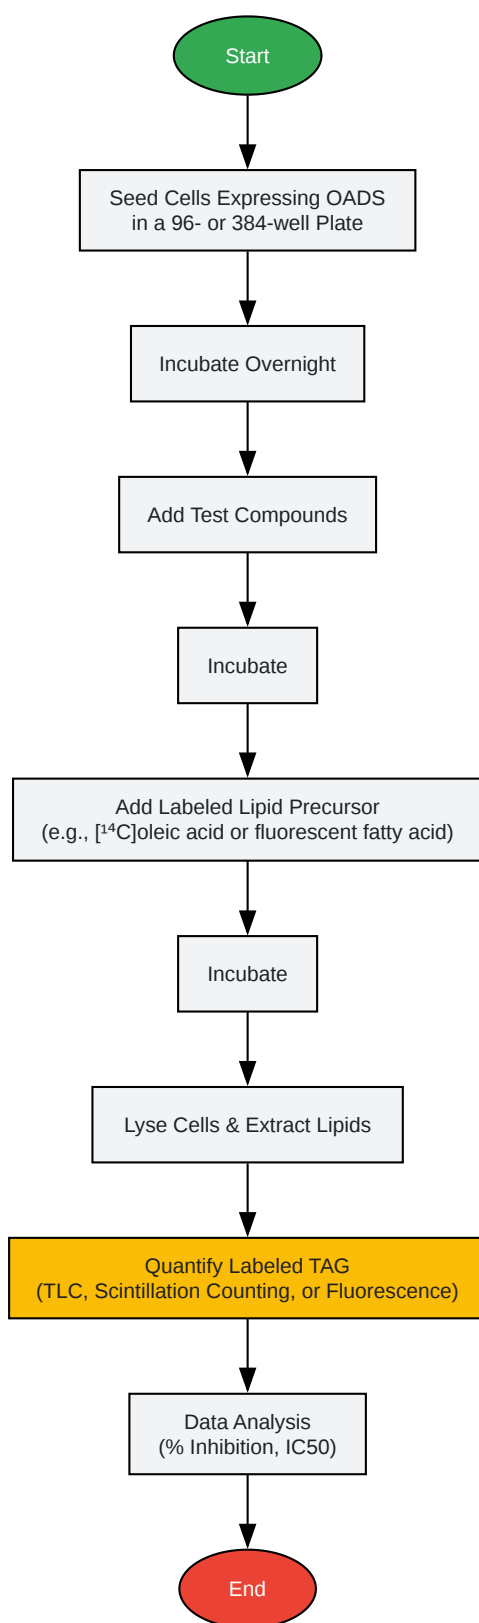 Start
Seed Cells Expressing OADS
in a 96- or 384-well Plate
Incubate Overnight
Add Test Compounds
Incubate
Add Labeled Lipid Precursor
(e.g., [¹⁴C]oleic acid or fluorescent fatty acid)
Incubate
Lyse Cells & Extract Lipids
Quantify Labeled TAG
(TLC, Scintillation Counting, or Fluorescence)
Data Analysis
(% Inhibition, IC50)
End